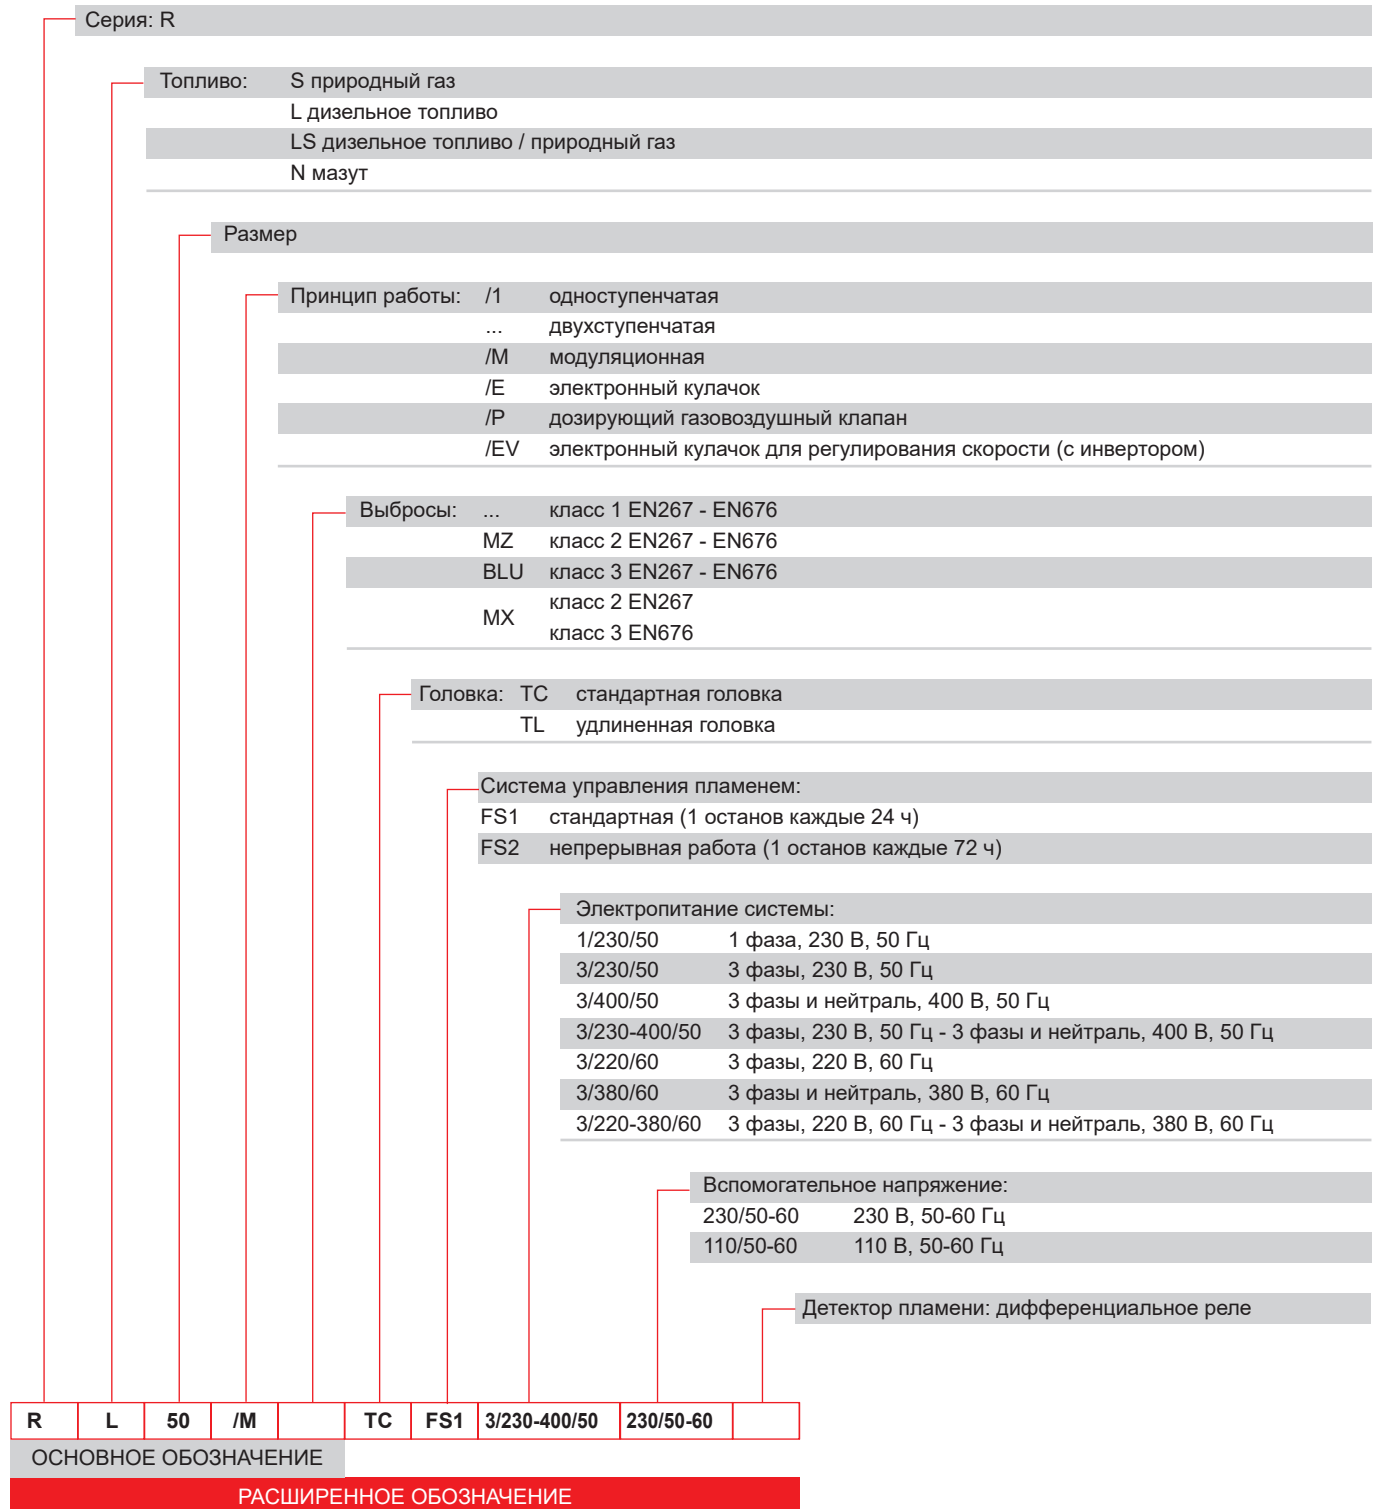 Серия: R
Топливо: S природный газ
L дизельное топливо
LS дизельное топливо / природный газ
N мазут
Размер
Принцип работы: /1 одноступенчатая
... двухступенчатая
/M модуляционная
/E электронный кулачок
/P дозирующий газовоздушный клапан
/EV электронный кулачок для регулирования скорости (с инвертором)
Выбросы: ... класс 1 EN267 - EN676
MZ класс 2 EN267 - EN676
BLU класс 3 EN267 - EN676
MX класс 2 EN267
класс 3 EN676
Головка: TC стандартная головка
TL удлиненная головка
Система управления пламенем:
FS1 стандартная (1 останов каждые 24 ч)
FS2 непрерывная работа (1 останов каждые 72 ч)
Электропитание системы:
1/230/50 1 фаза, 230 В, 50 Гц
3/230/50 3 фазы, 230 В, 50 Гц
3/400/50 3 фазы и нейтраль, 400 В, 50 Гц
3/230-400/50 3 фазы, 230 В, 50 Гц - 3 фазы и нейтраль, 400 В, 50 Гц
3/220/60 3 фазы, 220 В, 60 Гц
3/380/60 3 фазы и нейтраль, 380 В, 60 Гц
3/220-380/60 3 фазы, 220 В, 60 Гц - 3 фазы и нейтраль, 380 В, 60 Гц
Вспомогательное напряжение:
230/50-60 230 В, 50-60 Гц
110/50-60 110 В, 50-60 Гц
Детектор пламени: дифференциальное реле
R L 50 /M TC FS1 3/230-400/50 230/50-60
ОСНОВНОЕ ОБОЗНАЧЕНИЕ
РАСШИРЕННОЕ ОБОЗНАЧЕНИЕ